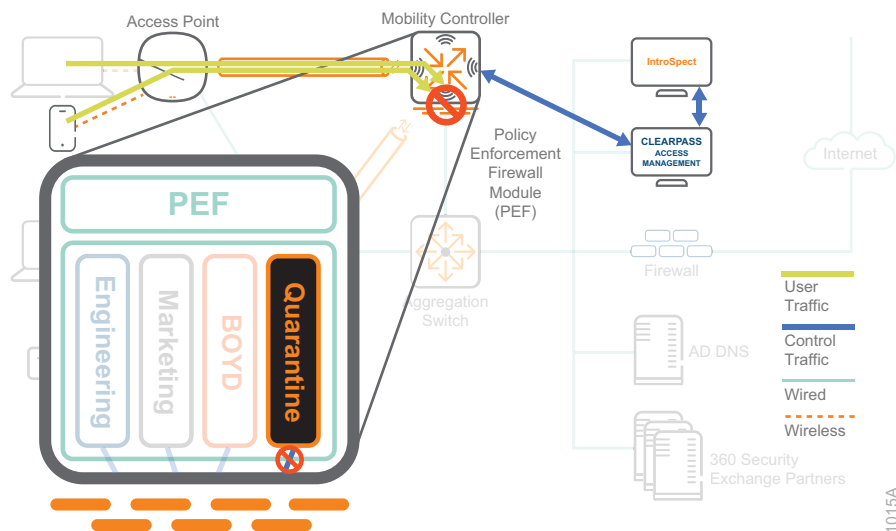 Access Point
Mobility Controller
IntroSpect
CLEARPASS
ACCESS
MANAGEMENT
Internet
Policy
Enforcement
Firewall
Module
(PEF)
PEF
Engineering
Marketing
BOYD
Quarantine
Aggregation
Switch
Firewall
User
Traffic
Control
Traffic
AD DNS
Wired
Wireless
360 Security
Exchange Partners
1015A